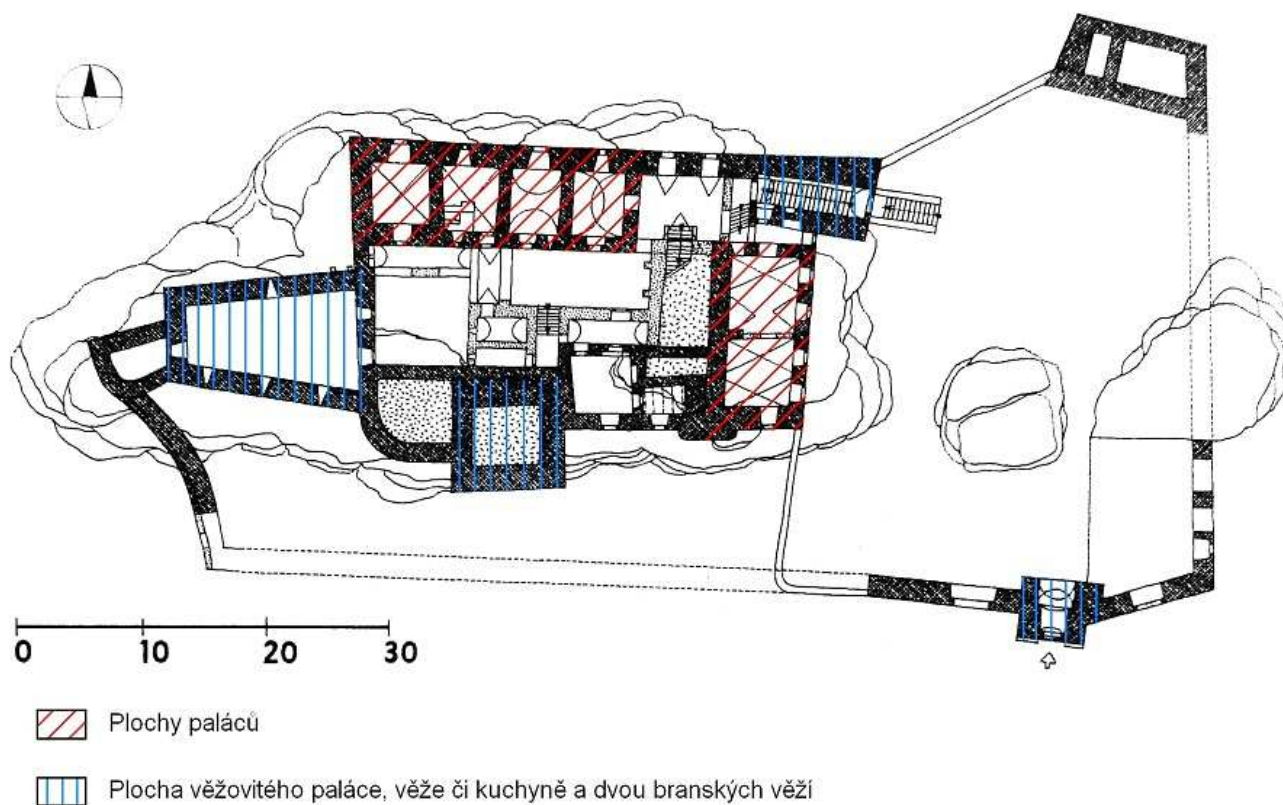 0 10 20 30
Plochy paláců
Plocha věžovitého paláce, věže či kuchyně a dvou branských věží